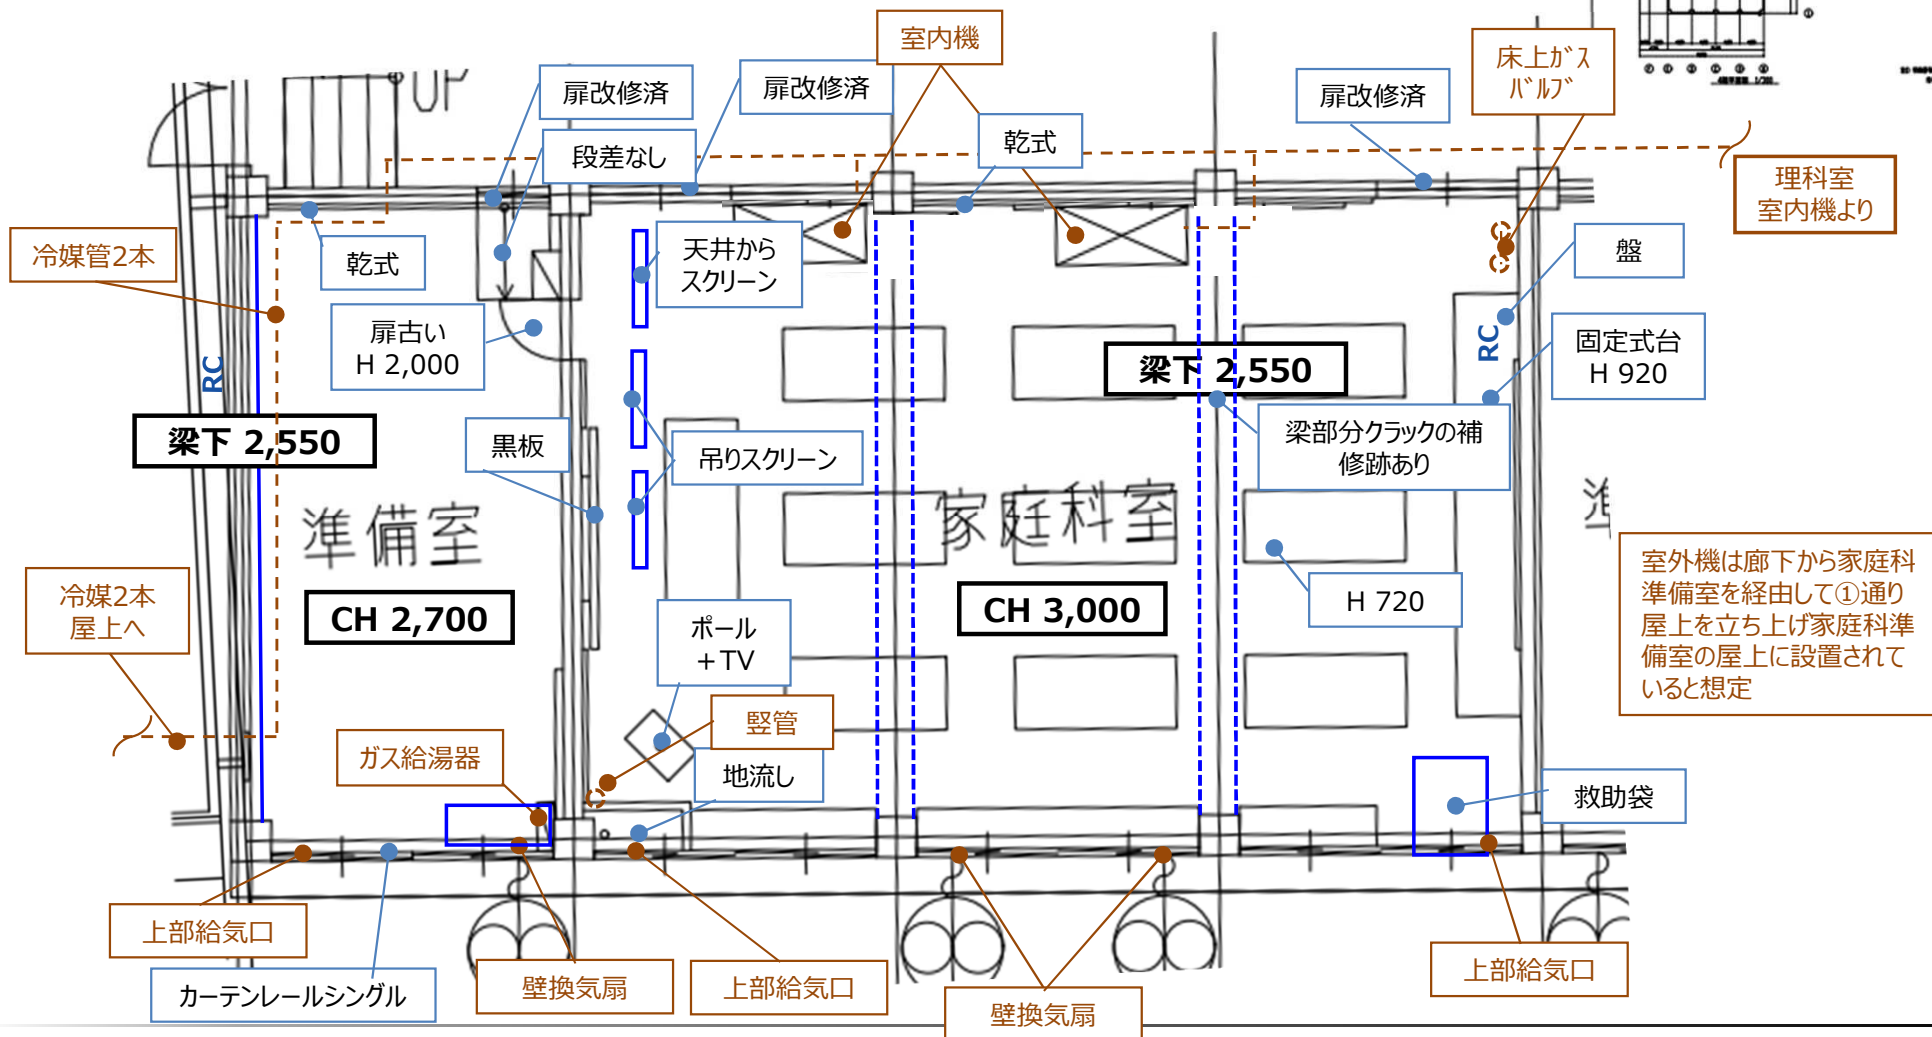 UP
室内機
床上ガス
バルブ
扉改修済
扉改修済
扉改修済
段差なし
乾式
理科室
室内機より
冷媒管2本
乾式
天井から
スクリーン
盤
扉古い
H 2,000
RC
RC
固定式台
H 920
梁下 2,550
梁下 2,550
黒板
吊りスクリーン
梁部分クラックの補
修跡あり
準備室
家庭科室
CH 2,700
CH 3,000
H 720
室外機は廊下から家庭科
準備室を経由して①通り
屋上を立ち上げ家庭科準
備室の屋上に設置されて
いると想定
冷媒2本
屋上へ
ポール
+TV
竪管
ガス給湯器
地流し
救助袋
上部給気口
カーテンレールシングル
壁換気扇
上部給気口
壁換気扇
上部給気口